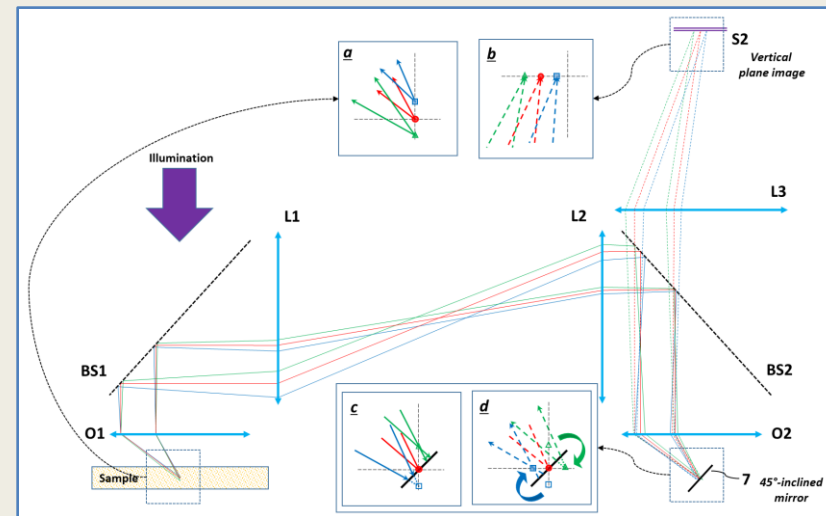 a
b
S2
Vertical
plane image
Illumination
L1
L2
L3
BS1
BS2
O1
c
d
O2
Sample
7
45°-inclined
mirror